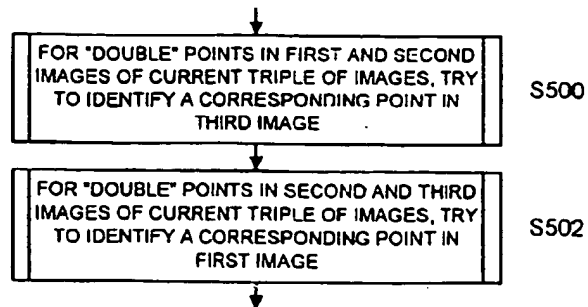 FOR "DOUBLE" POINTS IN FIRST AND SECOND
IMAGES OF CURRENT TRIPLE OF IMAGES, TRY
TO IDENTIFY A CORRESPONDING POINT IN
THIRD IMAGE
S500
FOR "DOUBLE" POINTS IN SECOND AND THIRD
IMAGES OF CURRENT TRIPLE OF IMAGES, TRY
TO IDENTIFY A CORRESPONDING POINT IN
FIRST IMAGE
S502